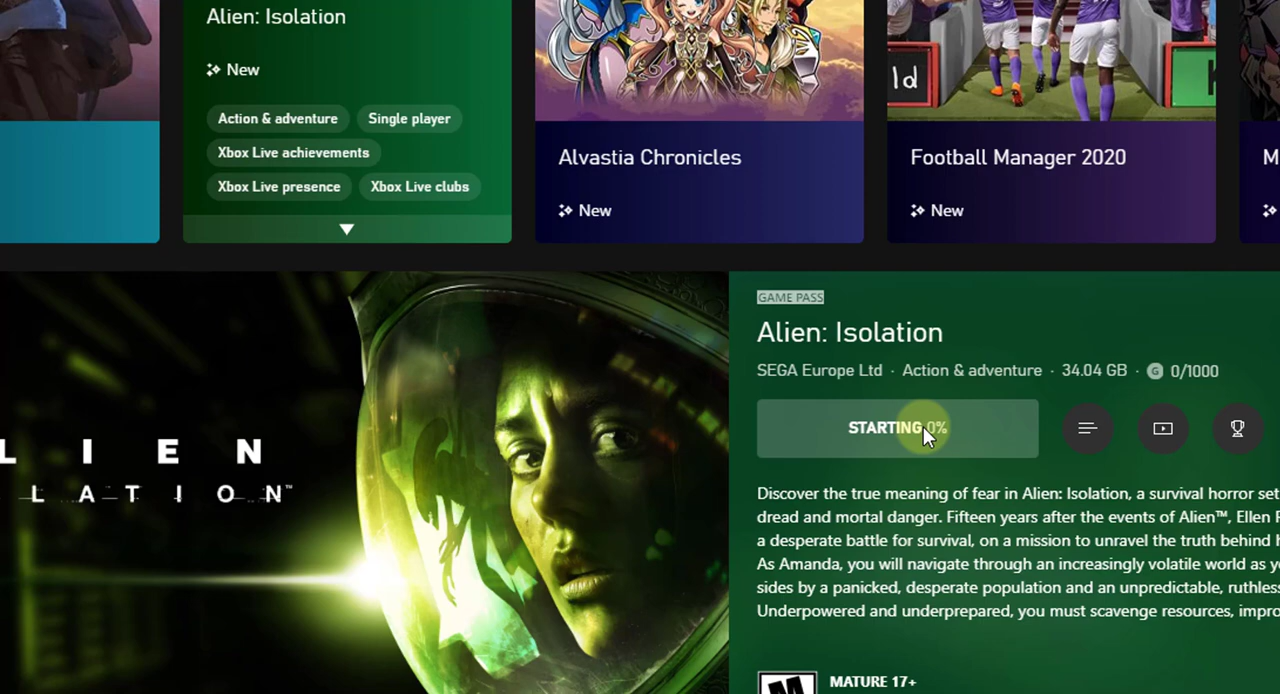 Alien: Isolation
New
Action & adventure
Single player
Xbox Live achievements
Xbox Live presence
Xbox Live clubs
Alvastia Chronicles
New
Football Manager 2020
New
M
ld
L I E N
L A T I O N™
GAME PASS
Alien: Isolation
SEGA Europe Ltd · Action & adventure · 34.04 GB · G 0/1000
STARTING 0%
Discover the true meaning of fear in Alien: Isolation, a survival horror set
dread and mortal danger. Fifteen years after the events of Alien™, Ellen
a desperate battle for survival, on a mission to unravel the truth behind
As Amanda, you will navigate through an increasingly volatile world as
sides by a panicked, desperate population and an unpredictable, ruthless
Underpowered and underprepared, you must scavenge resources, impro
M
MATURE 17+